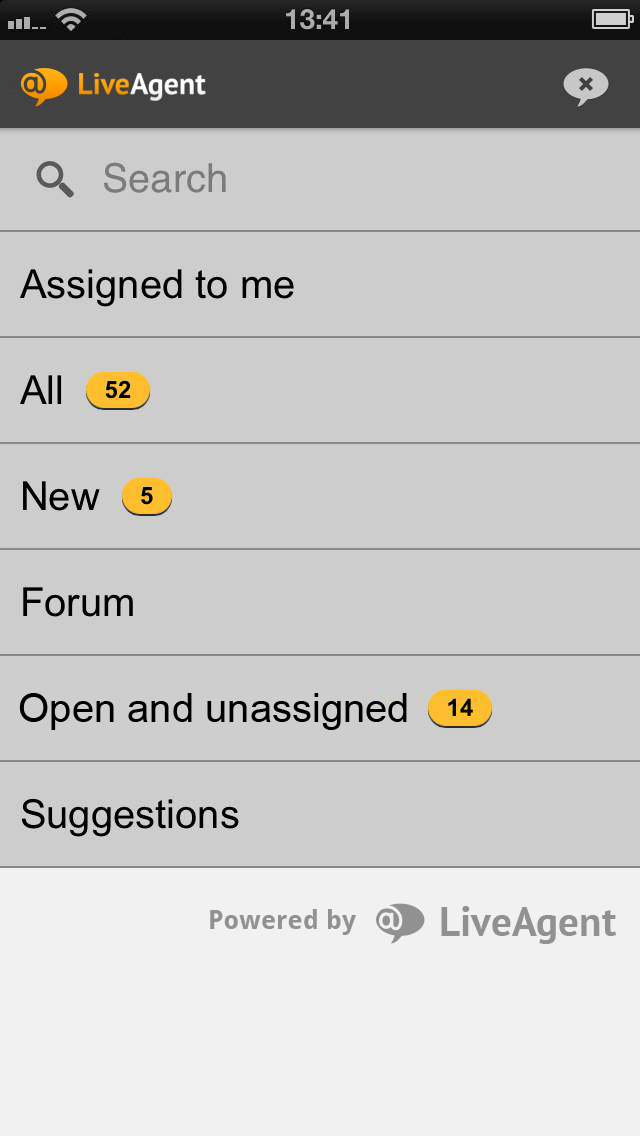 13:41
@ LiveAgent
Search
Assigned to me
All 52
New 5
Forum
Open and unassigned 14
Suggestions
Powered by @ LiveAgent